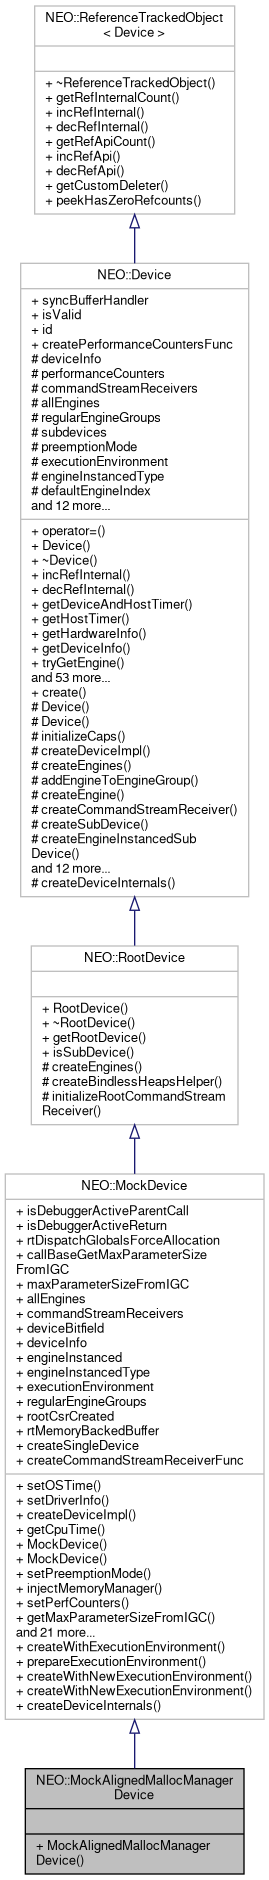 NEO::ReferenceTrackedObject
< Device >
+ ~ReferenceTrackedObject()
+ getRefInternalCount()
+ incRefInternal()
+ decRefInternal()
+ getRefApiCount()
+ incRefApi()
+ decRefApi()
+ getCustomDeleter()
+ peekHasZeroRefcounts()
NEO::Device
+ syncBufferHandler
+ isValid
+ id
+ createPerformanceCountersFunc
# deviceInfo
# performanceCounters
# commandStreamReceivers
# allEngines
# regularEngineGroups
# subdevices
# preemptionMode
# executionEnvironment
# engineInstancedType
# defaultEngineIndex
and 12 more...
+ operator=()
+ Device()
+ ~Device()
+ incRefInternal()
+ decRefInternal()
+ getDeviceAndHostTimer()
+ getHostTimer()
+ getHardwareInfo()
+ getDeviceInfo()
+ tryGetEngine()
and 53 more...
+ create()
# Device()
# Device()
# initializeCaps()
# createDeviceImpl()
# createEngines()
# addEngineToEngineGroup()
# createEngine()
# createCommandStreamReceiver()
# createSubDevice()
# createEngineInstancedSub
Device()
and 12 more...
# createDeviceInternals()
NEO::RootDevice
+ RootDevice()
+ ~RootDevice()
+ getRootDevice()
+ isSubDevice()
# createEngines()
# createBindlessHeapsHelper()
# initializeRootCommandStream
Receiver()
NEO::MockDevice
+ isDebuggerActiveParentCall
+ isDebuggerActiveReturn
+ rtDispatchGlobalsForceAllocation
+ callBaseGetMaxParameterSize
FromIGC
+ maxParameterSizeFromIGC
+ allEngines
+ commandStreamReceivers
+ deviceBitfield
+ deviceInfo
+ engineInstanced
+ engineInstancedType
+ executionEnvironment
+ regularEngineGroups
+ rootCsrCreated
+ rtMemoryBackedBuffer
+ createSingleDevice
+ createCommandStreamReceiverFunc
+ setOSTime()
+ setDriverInfo()
+ createDeviceImpl()
+ getCpuTime()
+ MockDevice()
+ MockDevice()
+ setPreemptionMode()
+ injectMemoryManager()
+ setPerfCounters()
+ getMaxParameterSizeFromIGC()
and 21 more...
+ createWithExecutionEnvironment()
+ prepareExecutionEnvironment()
+ createWithNewExecutionEnvironment()
+ createWithNewExecutionEnvironment()
+ createDeviceInternals()
NEO::MockAlignedMallocManager
Device
+ MockAlignedMallocManager
Device()